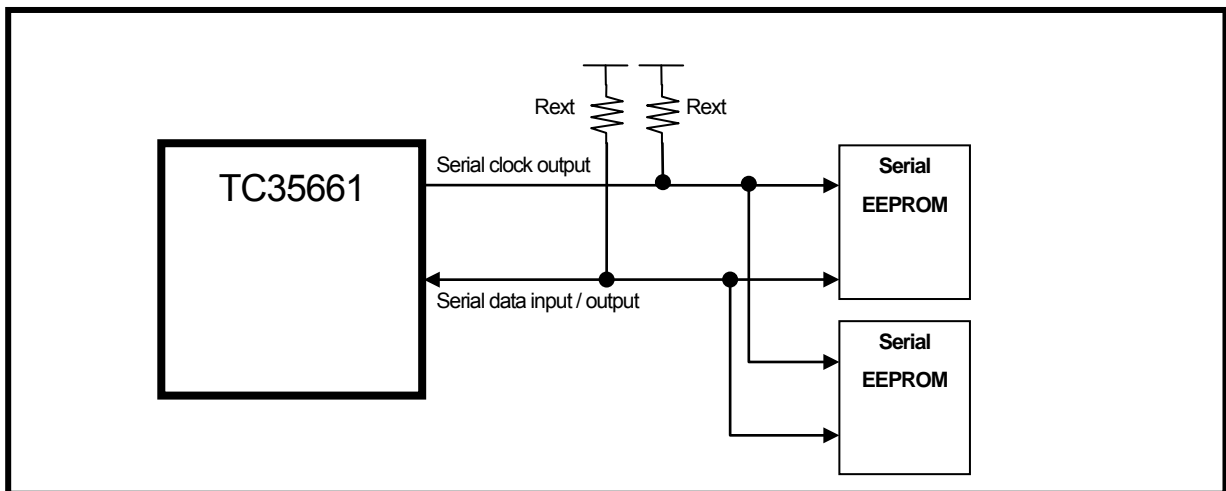 Rext
Rext
Serial clock output
TC35661
Serial
EEPROM
Serial data input / output
Serial
EEPROM